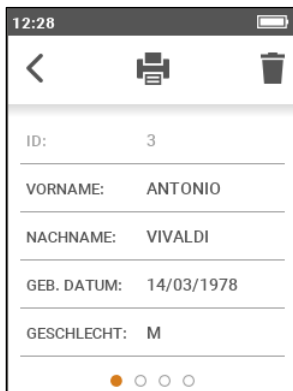 12:28
ID: 3
VORNAME: ANTONIO
NACHNAME: VIVALDI
GEB. DATUM: 14/03/1978
GESCHLECHT: M